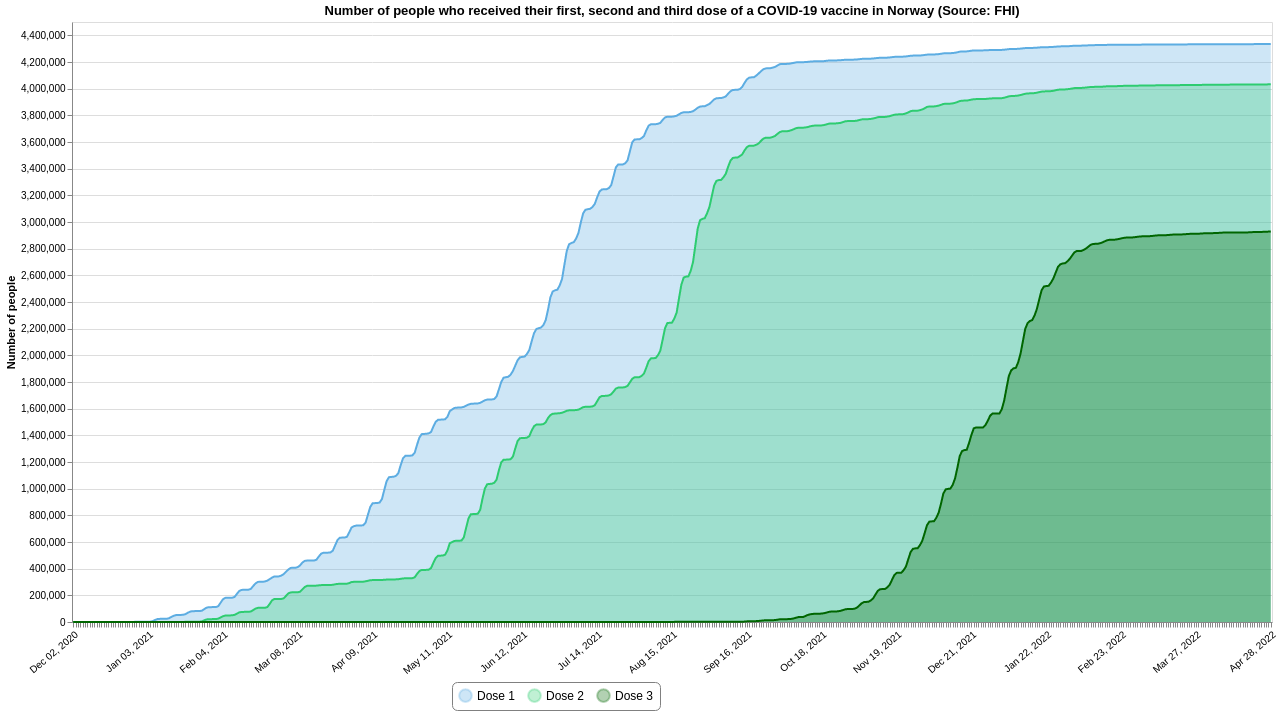 Number of people who received their first, second and third dose of a COVID-19 vaccine in Norway (Source: FHI)
Number of people
4,400,000
4,200,000
4,000,000
3,800,000
3,600,000
3,400,000
3,200,000
3,000,000
2,800,000
2,600,000
2,400,000
2,200,000
2,000,000
1,800,000
1,600,000
1,400,000
1,200,000
1,000,000
800,000
600,000
400,000
200,000
0
Dec 02, 2020
Jan 03, 2021
Feb 04, 2021
Mar 08, 2021
Apr 09, 2021
May 11, 2021
Jun 12, 2021
Jul 14, 2021
Aug 15, 2021
Sep 16, 2021
Oct 18, 2021
Nov 19, 2021
Dec 21, 2021
Jan 22, 2022
Feb 23, 2022
Mar 27, 2022
Apr 28, 2022
Dose 1 Dose 2 Dose 3